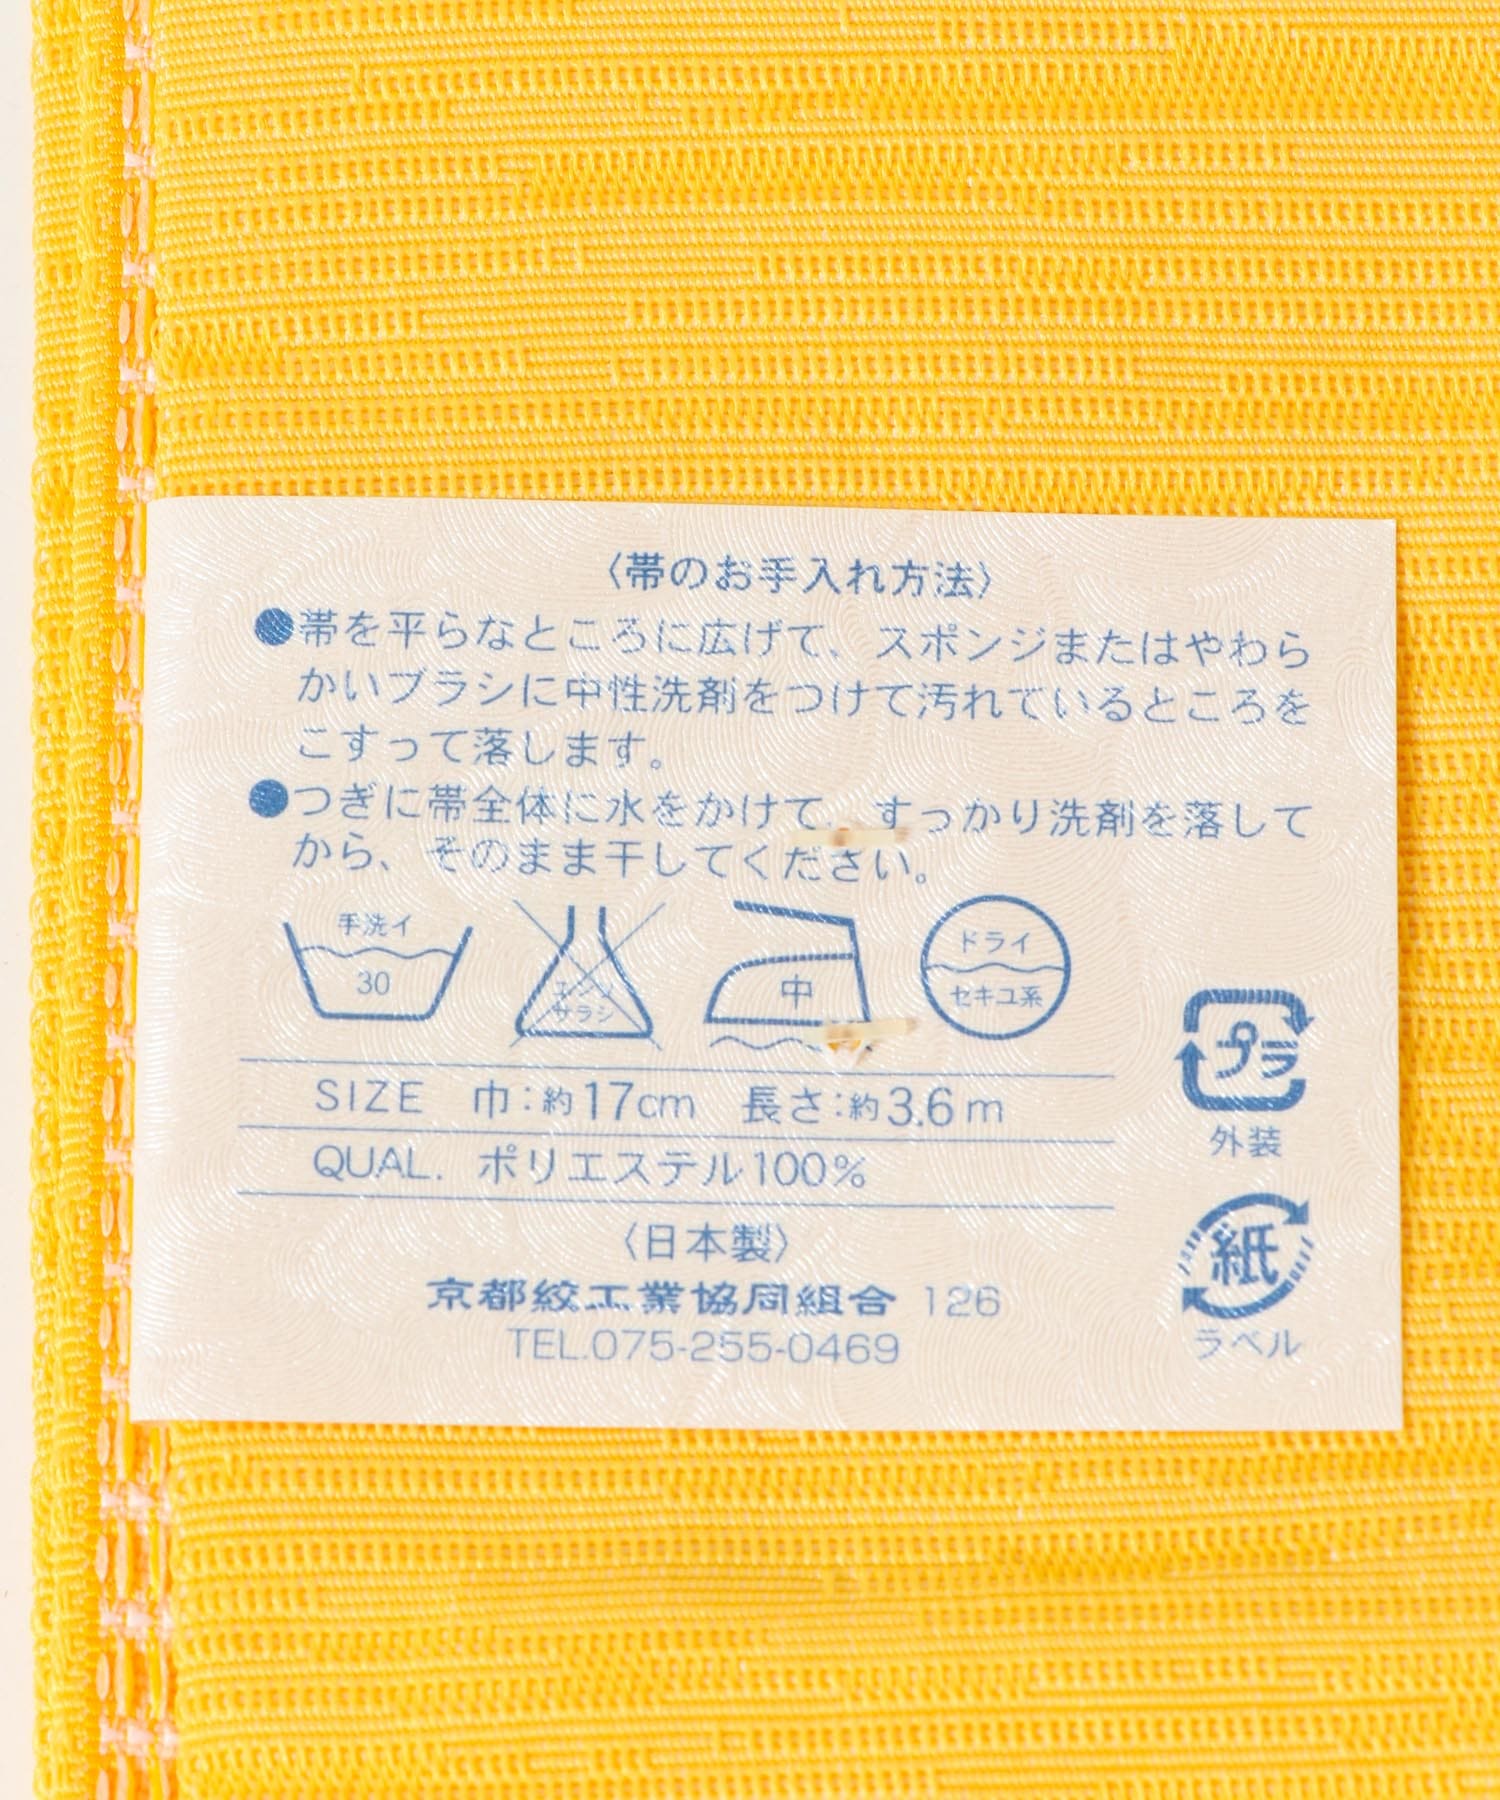 〈帯のお手入れ方法〉
●帯を平らなところに広げて、スポンジまたはやわら
かいブラシに中性洗剤をつけて汚れているところを
こすって落します。
●つぎに帯全体に水をかけて、すっかり洗剤を落して
から、そのまま干してください。
手洗イ
30
エンソ
サラシ
中
ドライ
セキユ系
SIZE 巾:約17cm 長さ:約3.6m
QUAL. ポリエステル100%
〈日本製〉
京都絞工業協同組合 126
TEL.075-255-0469
プラ
外装
紙
ラベル